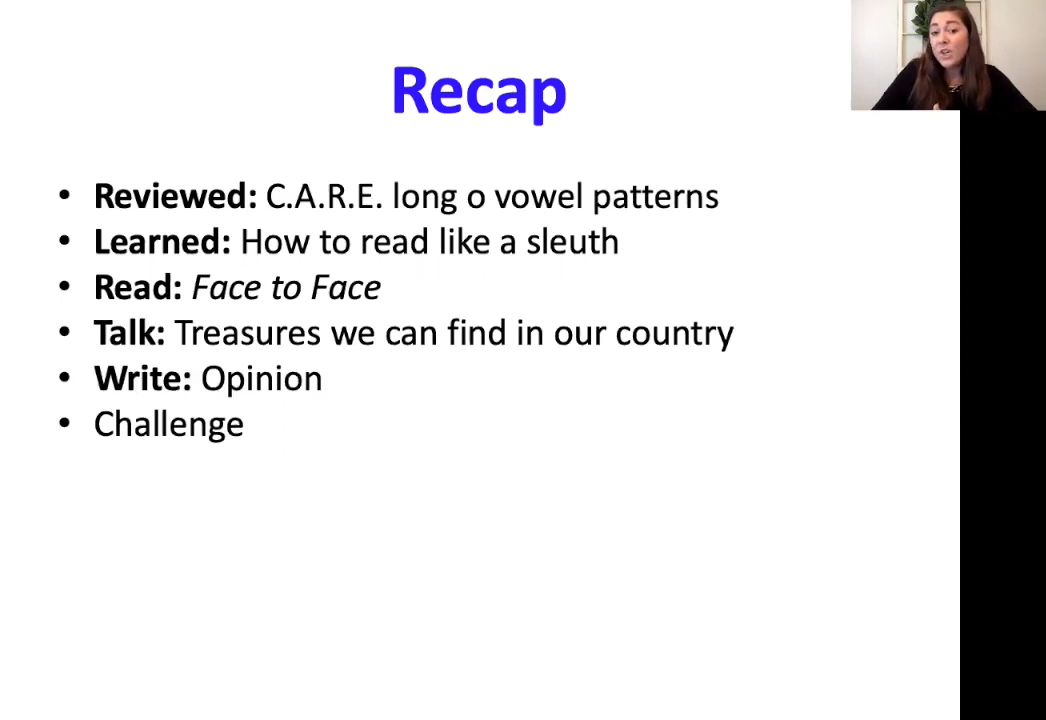 Recap
• Reviewed: C.A.R.E. long o vowel patterns
• Learned: How to read like a sleuth
• Read: Face to Face
• Talk: Treasures we can find in our country
• Write: Opinion
• Challenge